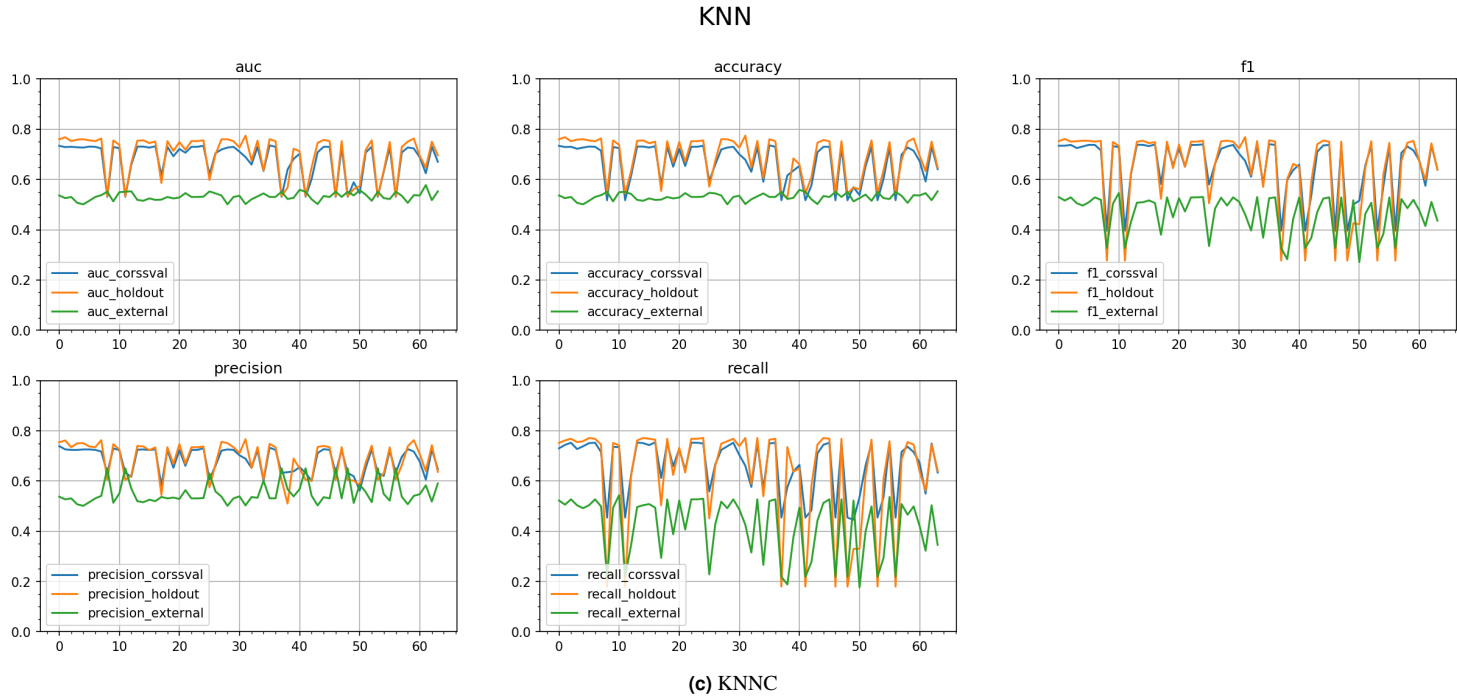 KNN
auc
1.0
0.8
0.6
0.4
0.2
0.0
auc_corssval
auc_holdout
auc_external
0 10 20 30 40 50 60
accuracy
1.0
0.8
0.6
0.4
0.2
0.0
accuracy_corssval
accuracy_holdout
accuracy_external
0 10 20 30 40 50 60
f1
1.0
0.8
0.6
0.4
0.2
0.0
f1_corssval
f1_holdout
f1_external
0 10 20 30 40 50 60
precision
1.0
0.8
0.6
0.4
0.2
0.0
precision_corssval
precision_holdout
precision_external
0 10 20 30 40 50 60
recall
1.0
0.8
0.6
0.4
0.2
0.0
recall_corssval
recall_holdout
recall_external
0 10 20 30 40 50 60
(c) KNNC